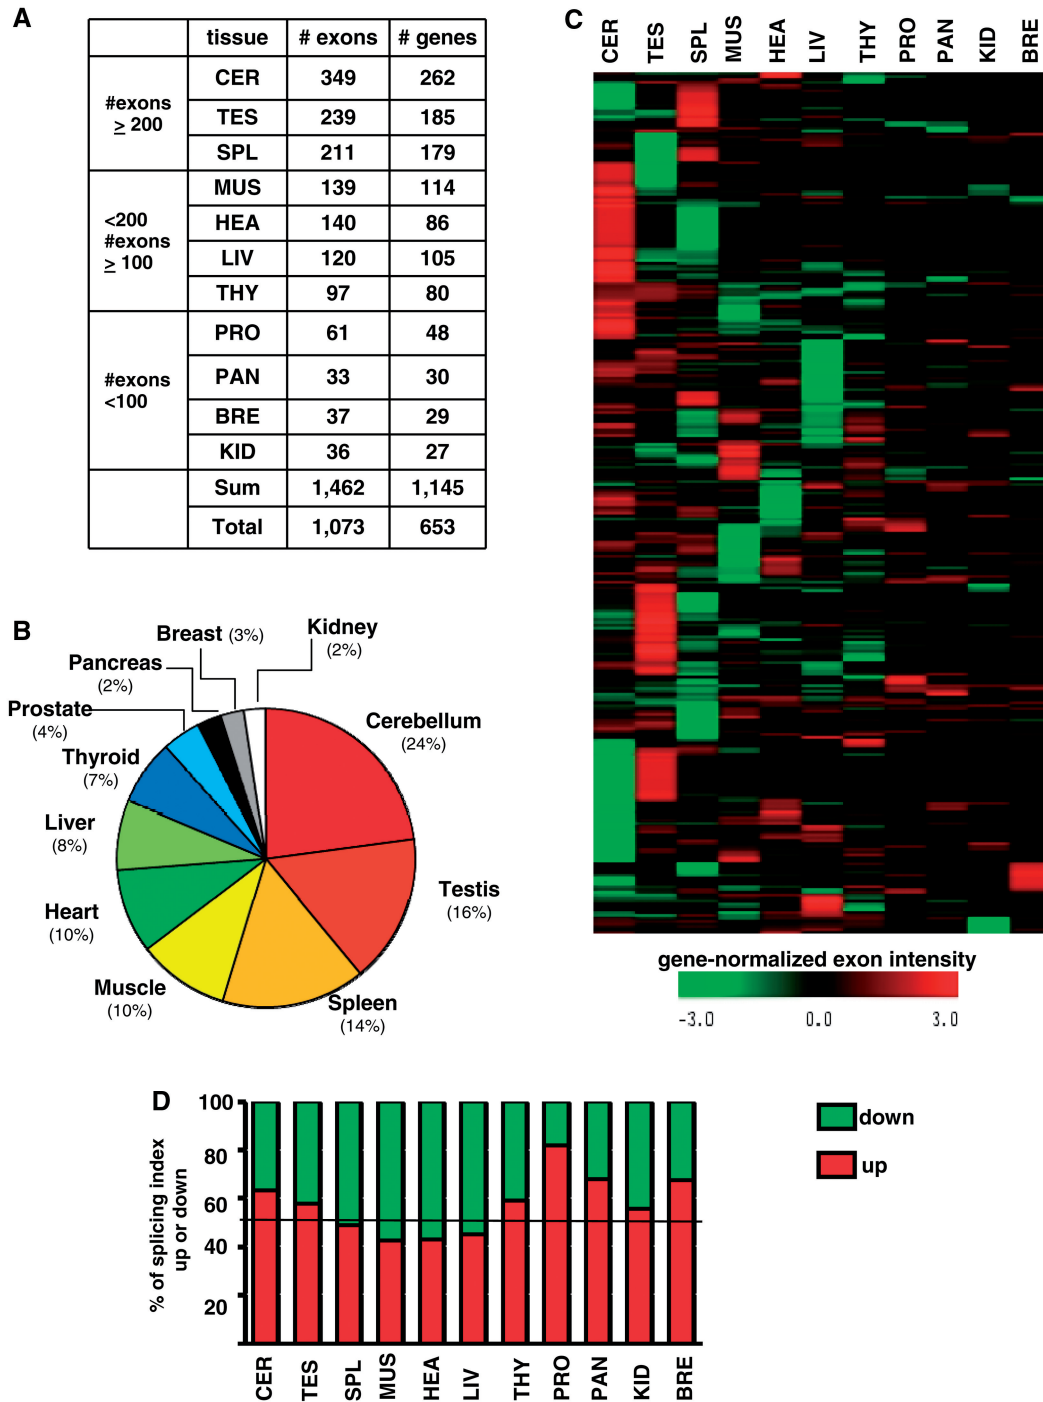 A
tissue # exons # genes
#exons
≥ 200
CER 349 262
TES 239 185
SPL 211 179
<200
#exons
≥ 100
MUS 139 114
HEA 140 86
LIV 120 105
THY 97 80
#exons
<100
PRO 61 48
PAN 33 30
BRE 37 29
KID 36 27
Sum 1,462 1,145
Total 1,073 653
B
Breast (3%)
Kidney
(2%)
Pancreas
(2%)
Prostate
(4%)
Thyroid
(7%)
Liver
(8%)
Heart
(10%)
Muscle
(10%)
Spleen
(14%)
Testis
(16%)
Cerebellum
(24%)
C
CER TES SPL MUS HEA LIV THY PRO PAN KID BRE
gene-normalized exon intensity
-3.0 0.0 3.0
D
% of splicing index
up or down
100
80
60
40
20
CER TES SPL MUS HEA LIV THY PRO PAN KID BRE
down
up